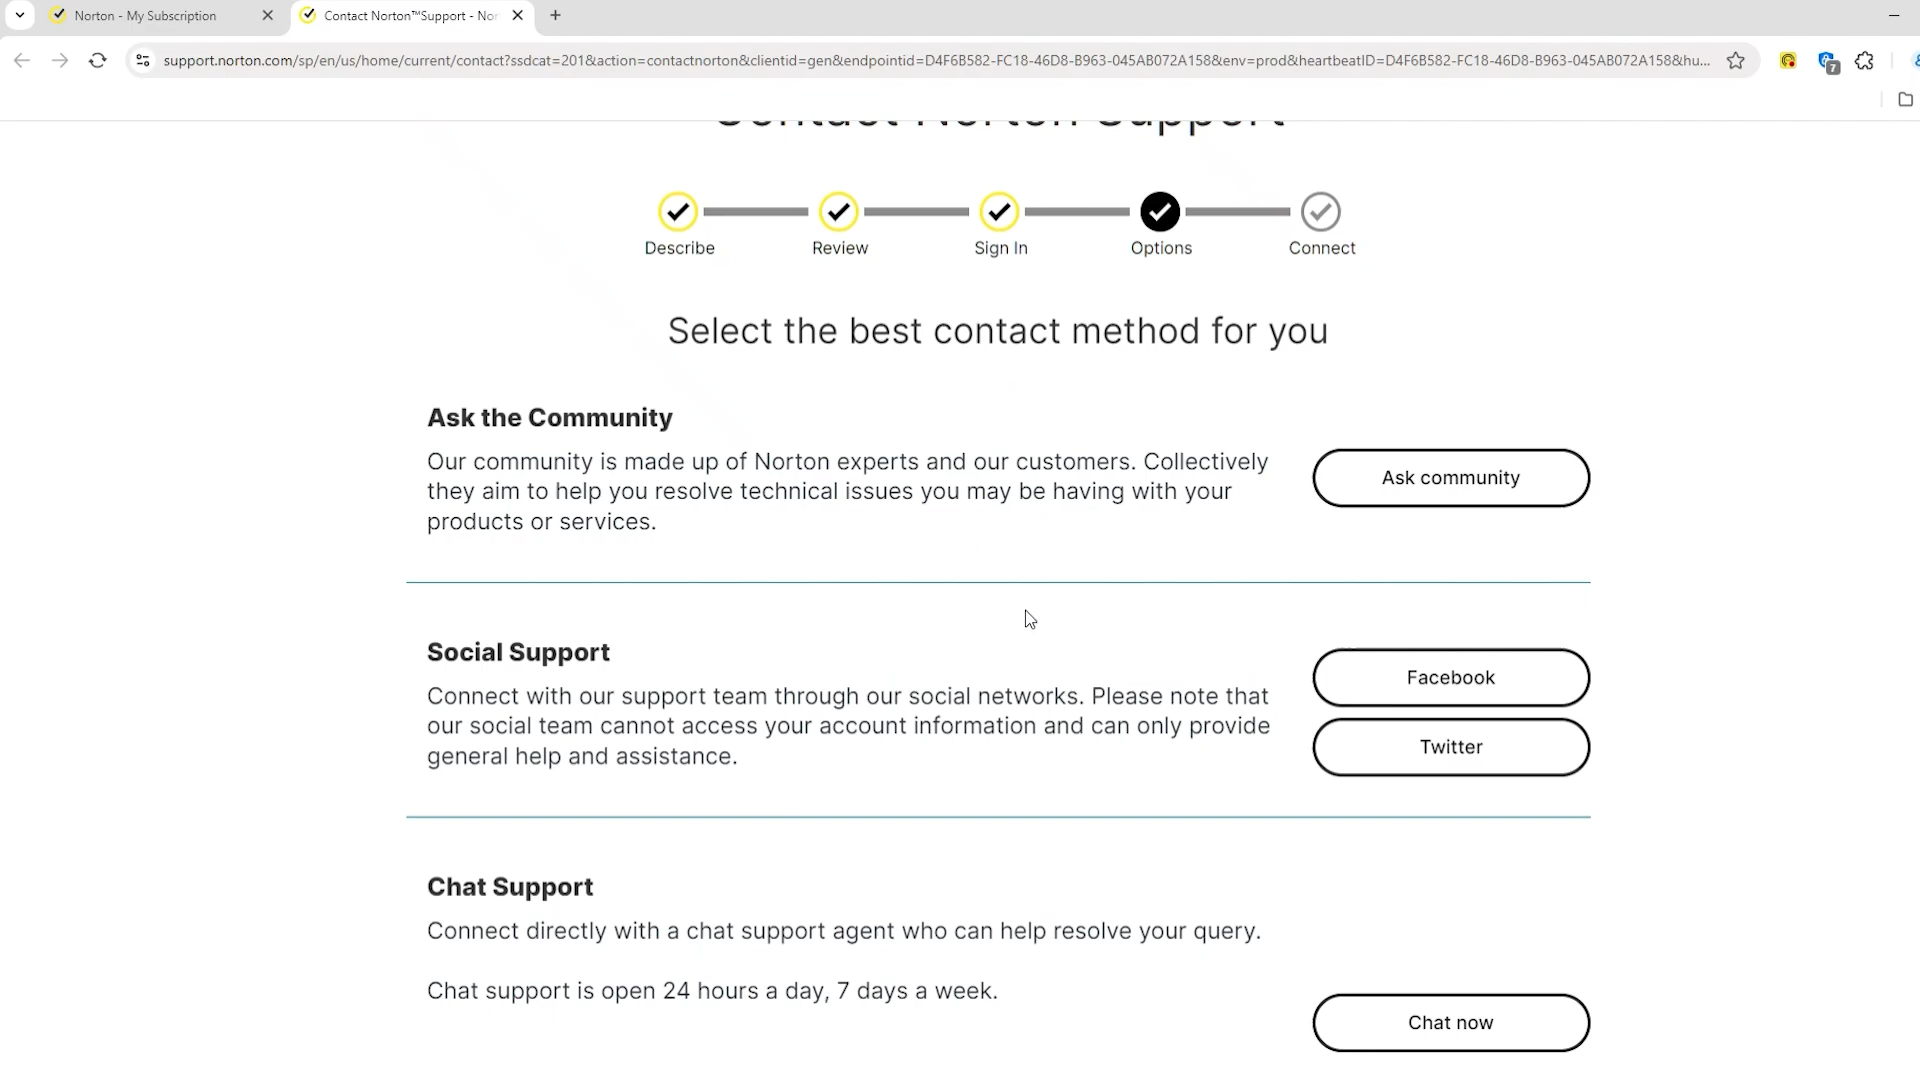 Norton - My Subscription
Contact Norton™Support - Nor
support.norton.com/sp/en/us/home/current/contact?ssdcat=201&action=contactnorton&clientid=gen&endpointid=D4F6B582-FC18-46D8-B963-045AB072A158&env=prod&heartbeatID=D4F6B582-FC18-46D8-B963-045AB072A158&hu...
7
Contact Norton Support
Describe
Review
Sign In
Options
Connect
Select the best contact method for you
Ask the Community
Our community is made up of Norton experts and our customers. Collectively
they aim to help you resolve technical issues you may be having with your
products or services.
Ask community
Social Support
Connect with our support team through our social networks. Please note that
our social team cannot access your account information and can only provide
general help and assistance.
Facebook
Twitter
Chat Support
Connect directly with a chat support agent who can help resolve your query.
Chat support is open 24 hours a day, 7 days a week.
Chat now